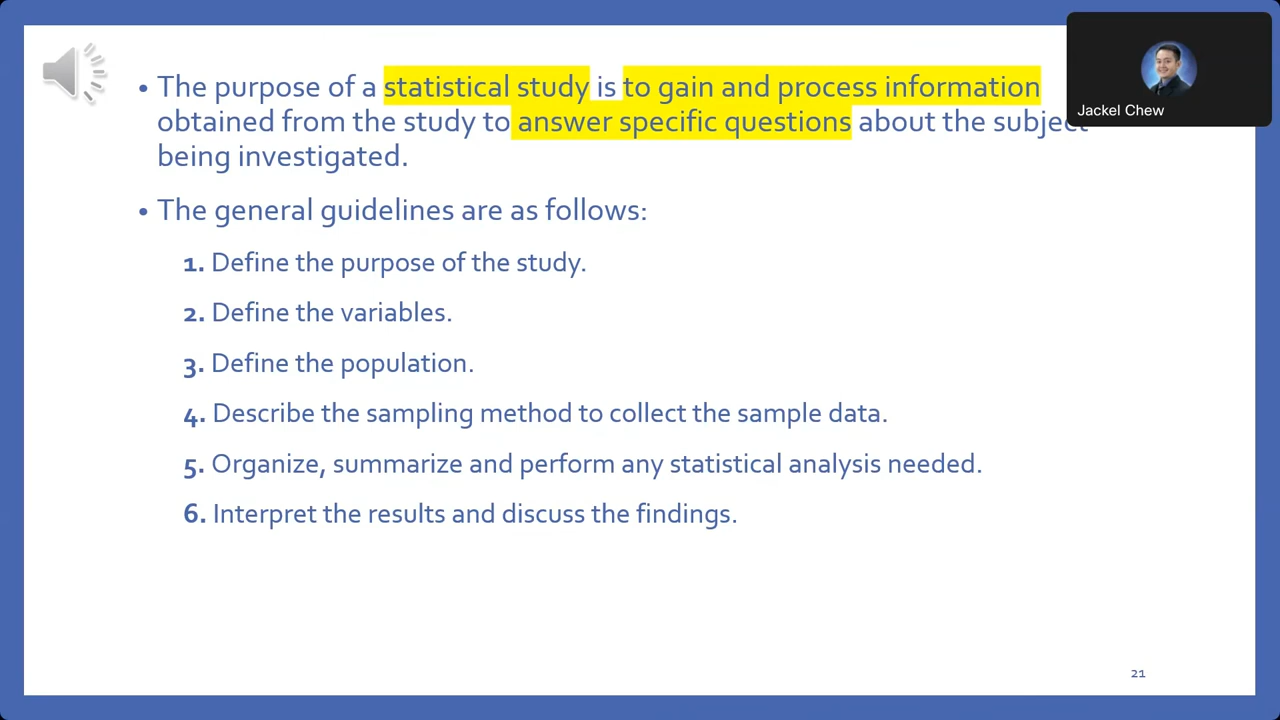 • The purpose of a statistical study is to gain and process information
obtained from the study to answer specific questions about the subject
being investigated.
• The general guidelines are as follows:
1. Define the purpose of the study.
2. Define the variables.
3. Define the population.
4. Describe the sampling method to collect the sample data.
5. Organize, summarize and perform any statistical analysis needed.
6. Interpret the results and discuss the findings.
Jackel Chew
21